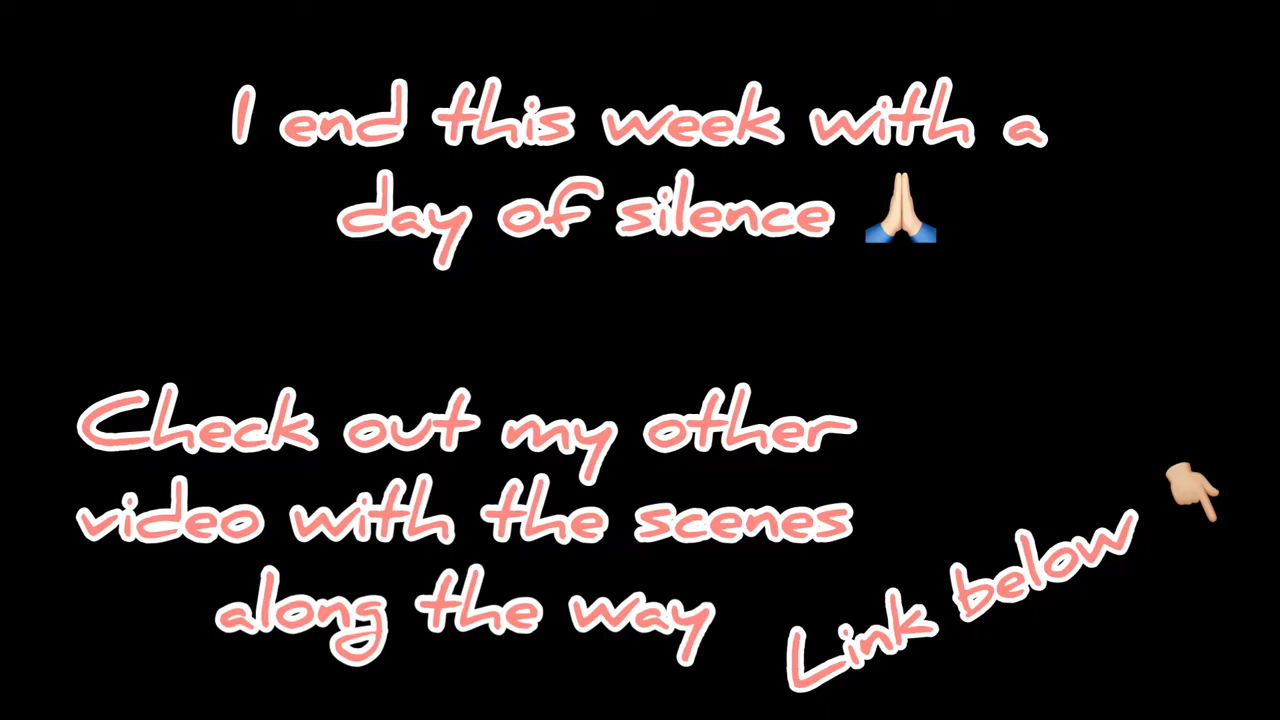 I end this week with a
day of silence 🙏🏻
Check out my other
video with the scenes
along the way
Link below 👇🏼